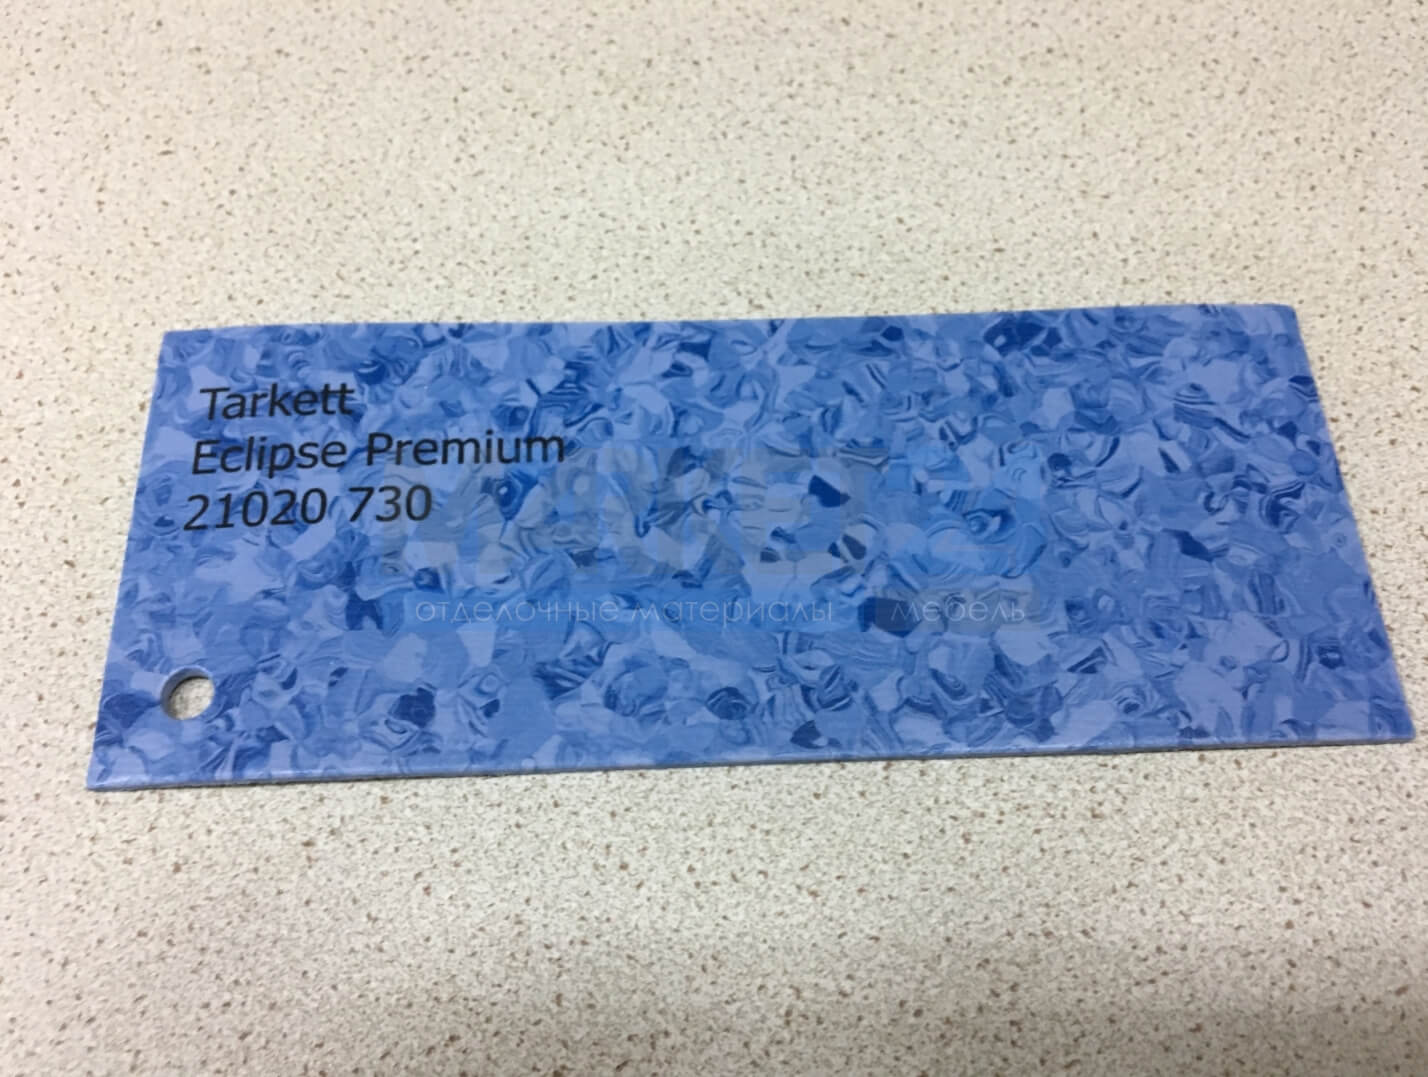 Tarkett
Eclipse Premium
21020 730
отделочные материалы мебель